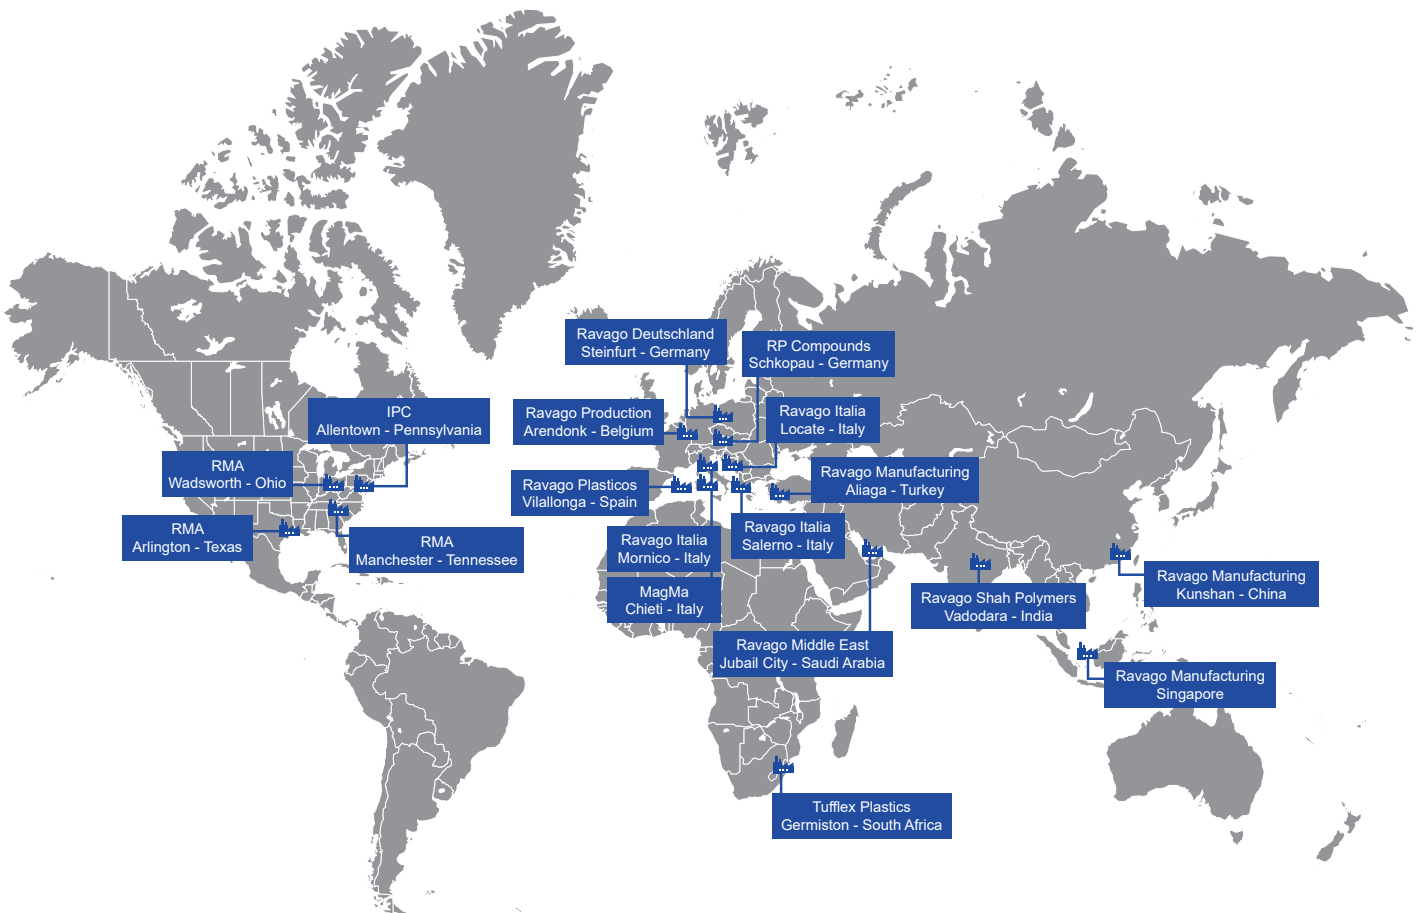 Ravago Deutschland
Steinfurt - Germany
RP Compounds
Schkopau - Germany
IPC
Allentown - Pennsylvania
Ravago Production
Arendonk - Belgium
Ravago Italia
Locate - Italy
RMA
Wadsworth - Ohio
Ravago Plasticos
Vilallonga - Spain
Ravago Manufacturing
Aliaga - Turkey
RMA
Arlington - Texas
RMA
Manchester - Tennessee
Ravago Italia
Mornico - Italy
Ravago Italia
Salerno - Italy
MagMa
Chieti - Italy
Ravago Shah Polymers
Vadodara - India
Ravago Manufacturing
Kunshan - China
Ravago Middle East
Jubail City - Saudi Arabia
Ravago Manufacturing
Singapore
Tufflex Plastics
Germiston - South Africa